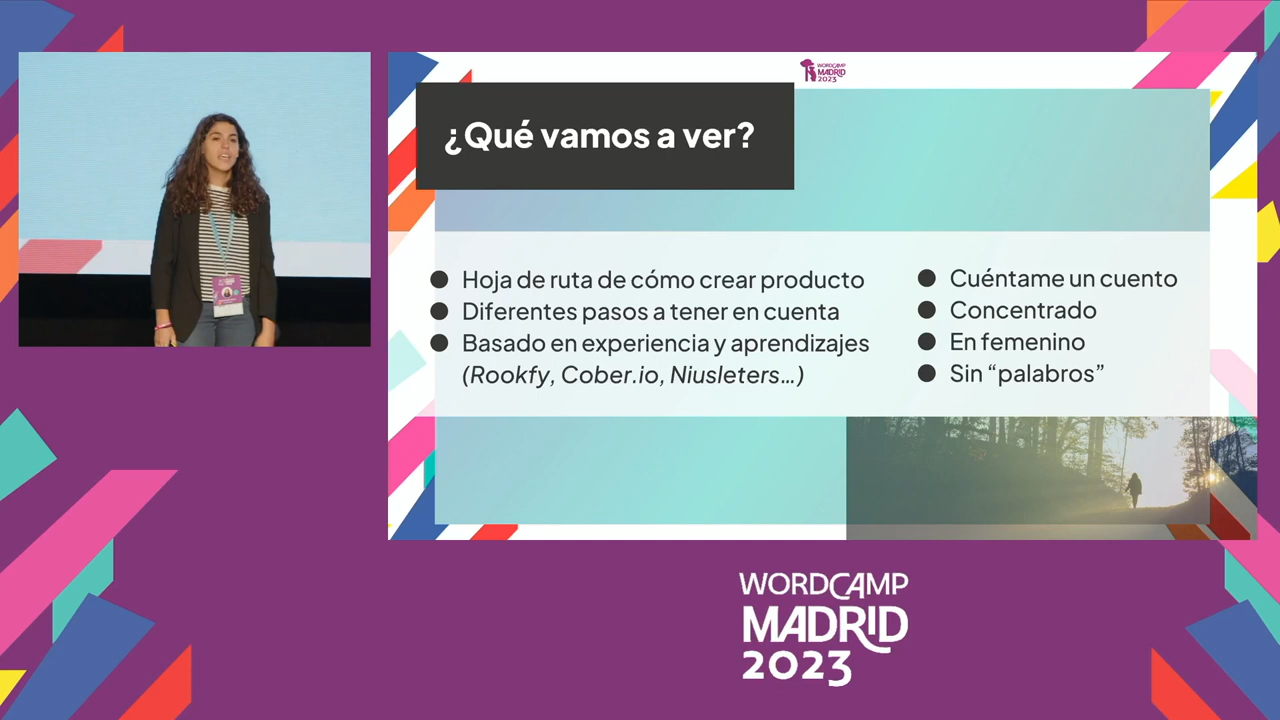 WORDCAMP
MADRID
2023
¿Qué vamos a ver?
● Hoja de ruta de cómo crear producto
● Diferentes pasos a tener en cuenta
● Basado en experiencia y aprendizajes
(Rookfy, Cober.io, Niusleters...)
● Cuéntame un cuento
● Concentrado
● En femenino
● Sin “palabros”
WORDCAMP
MADRID
2023